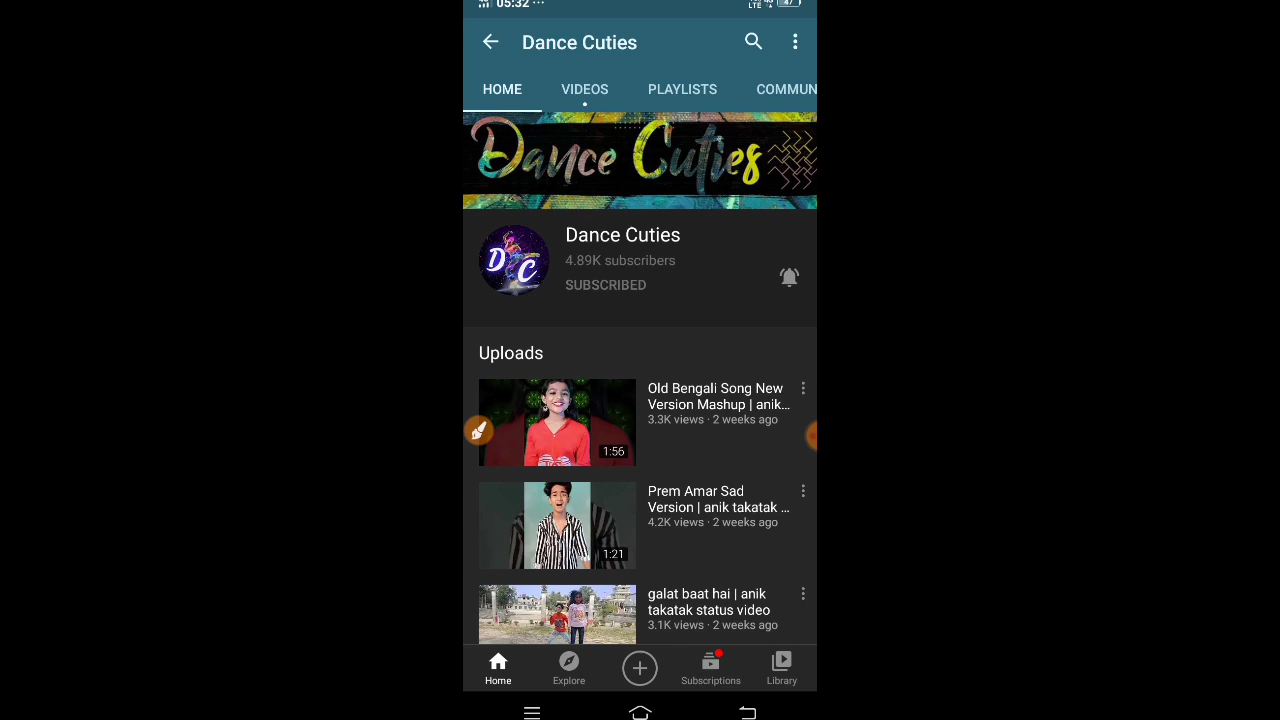 05:32 ...
LTE 47
Dance Cuties
HOME VIDEOS PLAYLISTS COMMUN
Dance Cuties
DC
Dance Cuties
4.89K subscribers
SUBSCRIBED
Uploads
Old Bengali Song New
Version Mashup | anik...
3.3K views · 2 weeks ago
1:56
Prem Amar Sad
Version | anik takatak ...
4.2K views · 2 weeks ago
1:21
galat baat hai | anik
takatak status video
3.1K views · 2 weeks ago
Home Explore Subscriptions Library